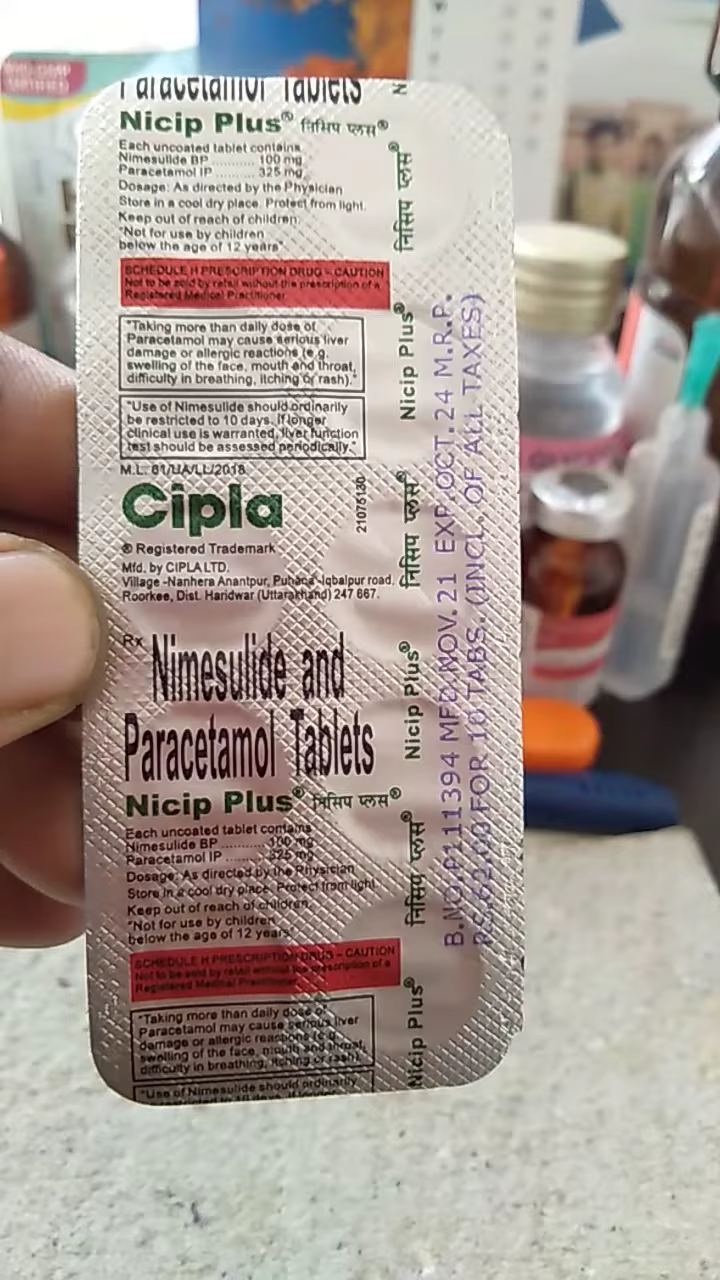 Paracetamol Tablets
Nicip Plus® निसिप प्लस®
Each uncoated tablet contains
Nimesulide BP .......... 100 mg
Paracetamol IP ........ 325 mg
Dosage: As directed by the Physician
Store in a cool dry place. Protect from light.
Keep out of reach of children.
"Not for use by children
below the age of 12 years"
SCHEDULE H PRESCRIPTION DRUG - CAUTION
Not to be sold by retail without the prescription of a
Registered Medical Practitioner
"Taking more than daily dose of
Paracetamol may cause serious liver
damage or allergic reactions (e.g.
swelling of the face, mouth and throat,
difficulty in breathing, itching or rash)."
"Use of Nimesulide should ordinarily
be restricted to 10 days. If longer
clinical use is warranted, liver function
test should be assessed periodically."
M.L. 61/UA/LL/2018
Cipla
21075130
® Registered Trademark
Mfd. by CIPLA LTD.
Village -Nanhera Anantpur, Puhana -Iqbalpur road.
Roorkee, Dist. Haridwar (Uttarakhand) 247 667.
Rx
Nimesulide and
Paracetamol Tablets
Nicip Plus® निसिप प्लस®
Each uncoated tablet contains
Nimesulide BP .......... 100 mg
Paracetamol IP ........ 325 mg
Dosage: As directed by the Physician
Store in a cool dry place. Protect from light
Keep out of reach of children.
"Not for use by children
below the age of 12 years"
SCHEDULE H PRESCRIPTION DRUG - CAUTION
Not to be sold by retail without the prescription of a
Registered Medical Practitioner
"Taking more than daily dose of
Paracetamol may cause serious liver
damage or allergic reactions (e.g.
swelling of the face, mouth and throat,
difficulty in breathing, itching or rash)."
"Use of Nimesulide should ordinarily
N
निसिप प्लस®
Nicip Plus®
निसिप प्लस®
Nicip Plus®
निसिप प्लस®
Nicip Plus®
B.NO.P111394 MFD.NOV.21 EXP.OCT.24 M.R.P.
RS.62.00 FOR 10 TABS.(INCL. OF ALL TAXES)